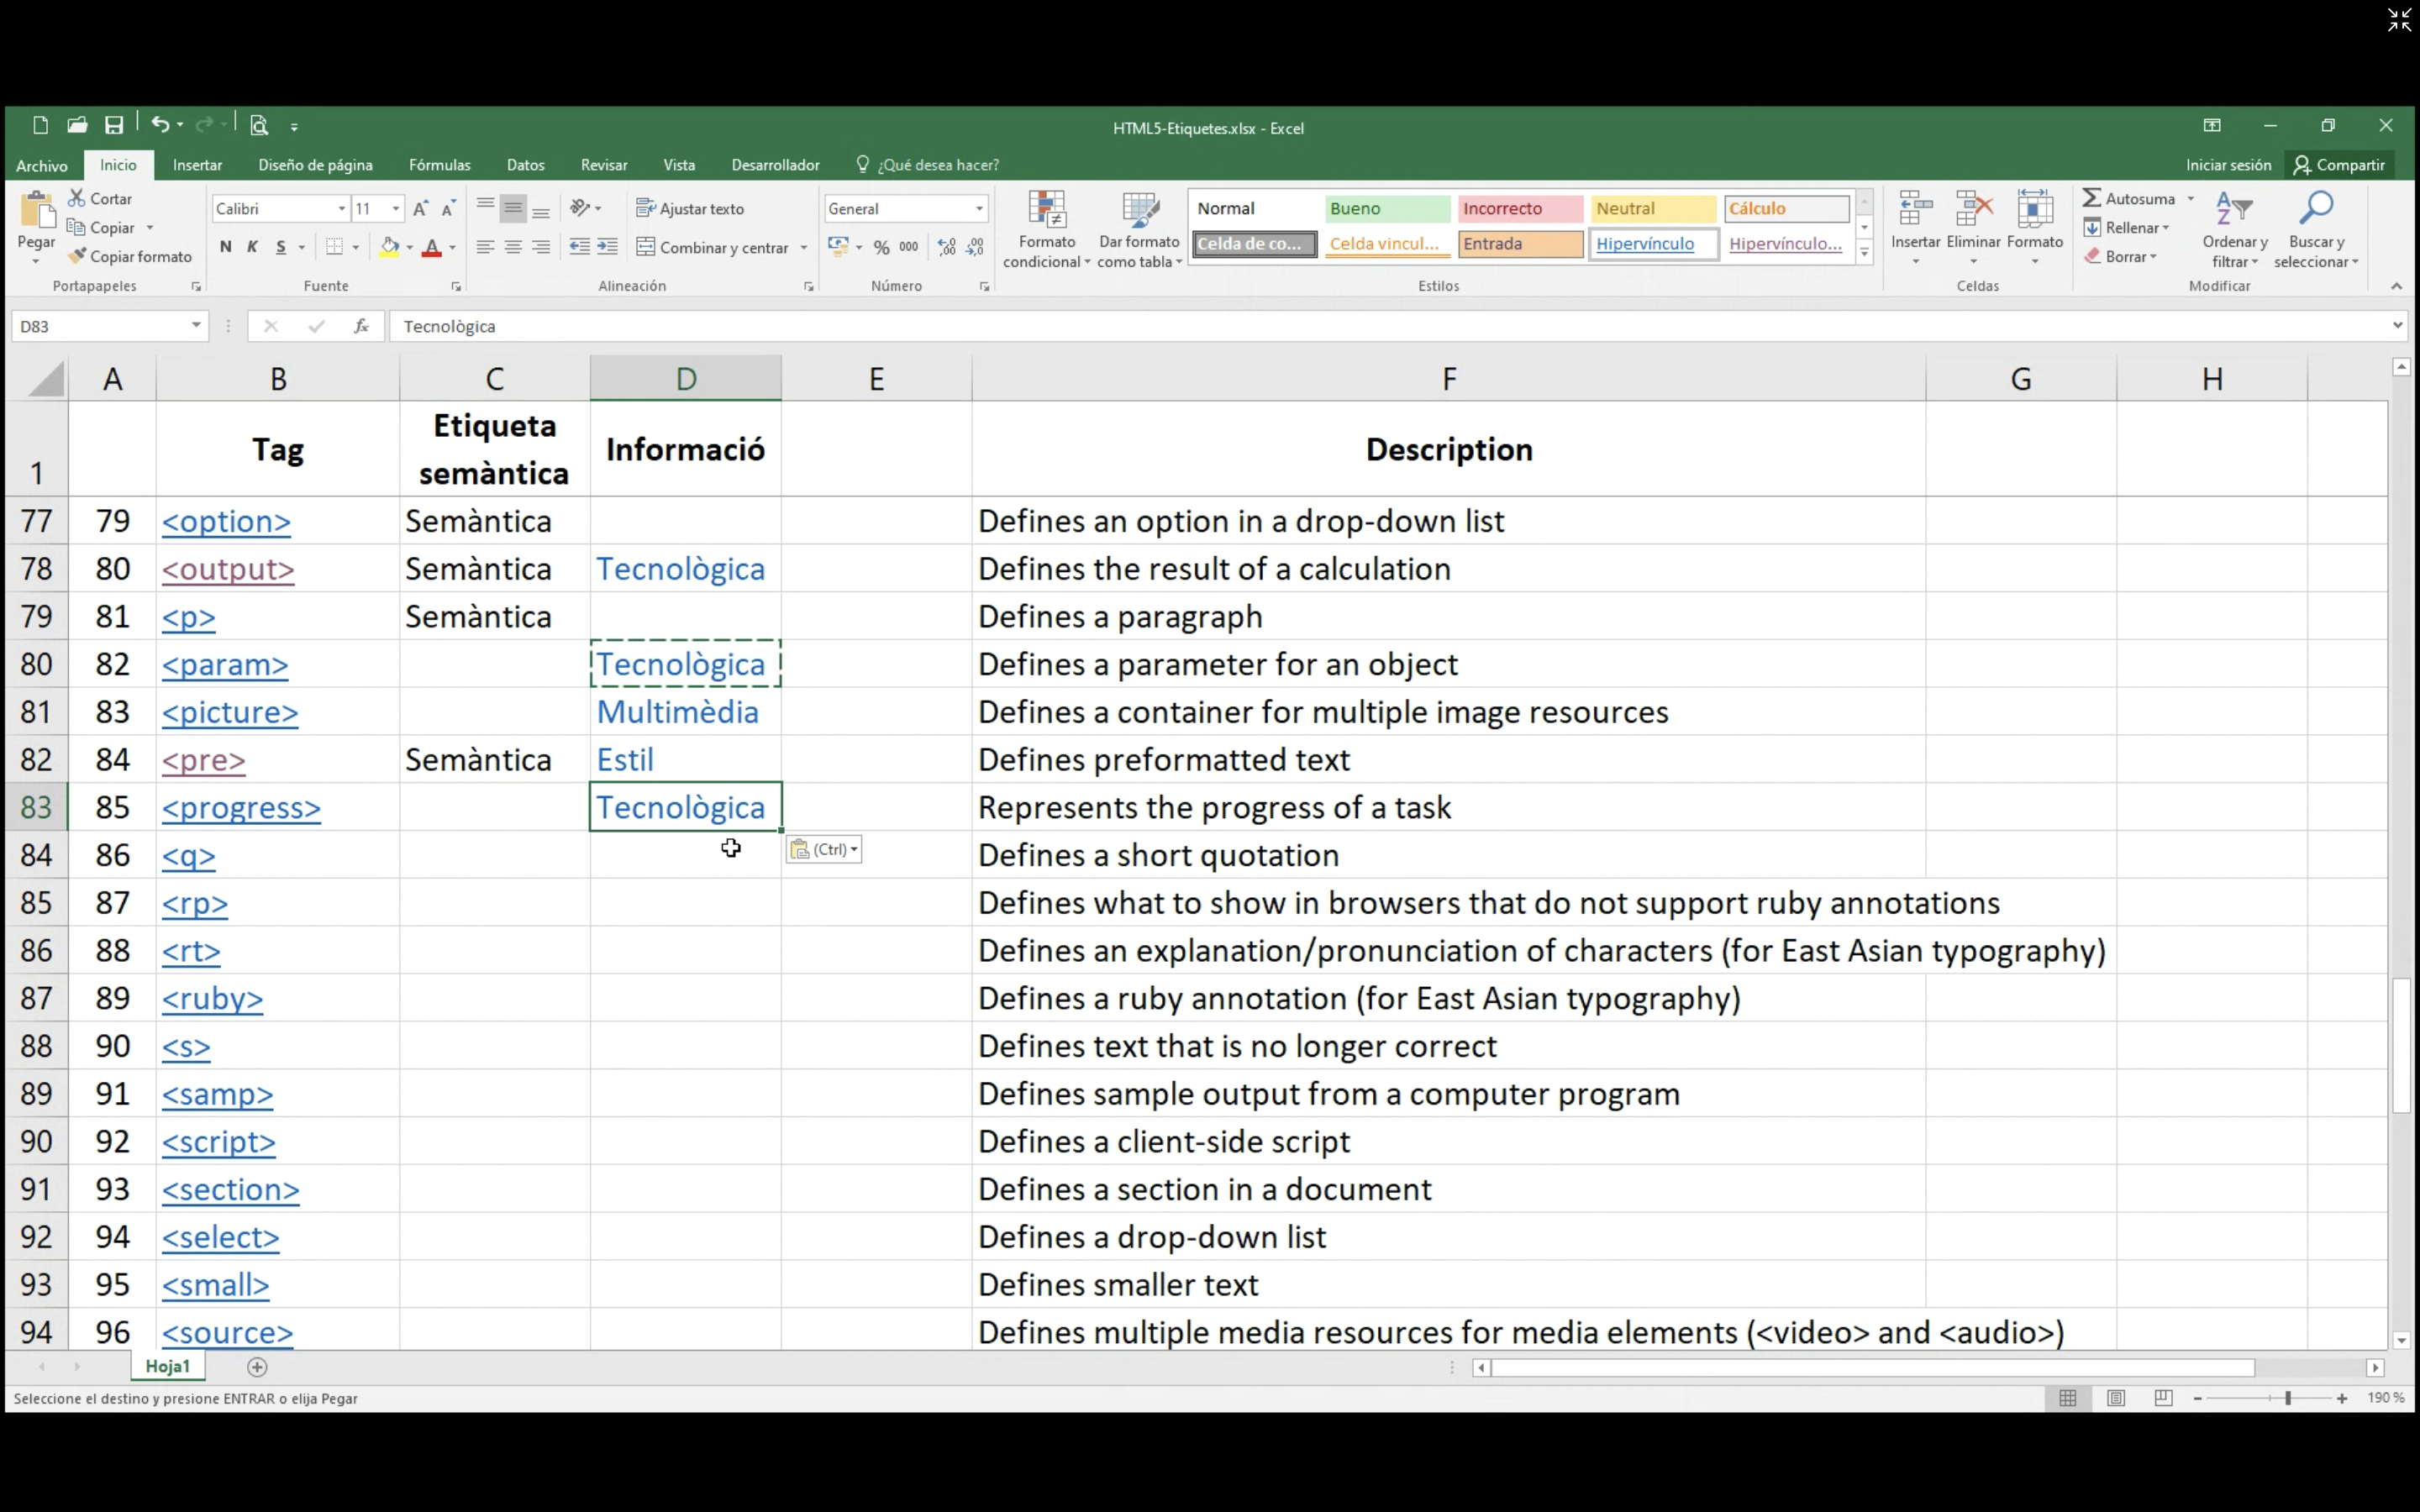 HTML5-Etiquetes.xlsx - Excel
Archivo Inicio Insertar Diseño de página Fórmulas Datos Revisar Vista Desarrollador ¿Qué desea hacer? Iniciar sesión Compartir
Pegar Cortar Copiar Copiar formato Portapapeles
Calibri 11 N K S Fuente
Ajustar texto Combinar y centrar Alineación
General % 000 Número
Formato condicional Dar formato como tabla
Normal Bueno Incorrecto Neutral Cálculo
Celda de co... Celda vincul... Entrada Hipervínculo Hipervínculo...
Estilos
Insertar Eliminar Formato Celdas
Autosuma Rellenar Borrar Ordenar y filtrar Buscar y seleccionar Modificar
D83 fx Tecnològica
A B C D E F G H
1 Tag Etiqueta semàntica Informació Description
77 79 <option> Semàntica Defines an option in a drop-down list
78 80 <output> Semàntica Tecnològica Defines the result of a calculation
79 81 <p> Semàntica Defines a paragraph
80 82 <param> Tecnològica Defines a parameter for an object
81 83 <picture> Multimèdia Defines a container for multiple image resources
82 84 <pre> Semàntica Estil Defines preformatted text
83 85 <progress> Tecnològica Represents the progress of a task
84 86 <q> (Ctrl) Defines a short quotation
85 87 <rp> Defines what to show in browsers that do not support ruby annotations
86 88 <rt> Defines an explanation/pronunciation of characters (for East Asian typography)
87 89 <ruby> Defines a ruby annotation (for East Asian typography)
88 90 <s> Defines text that is no longer correct
89 91 <samp> Defines sample output from a computer program
90 92 <script> Defines a client-side script
91 93 <section> Defines a section in a document
92 94 <select> Defines a drop-down list
93 95 <small> Defines smaller text
94 96 <source> Defines multiple media resources for media elements (<video> and <audio>)
Hoja1
Seleccione el destino y presione ENTRAR o elija Pegar 190 %